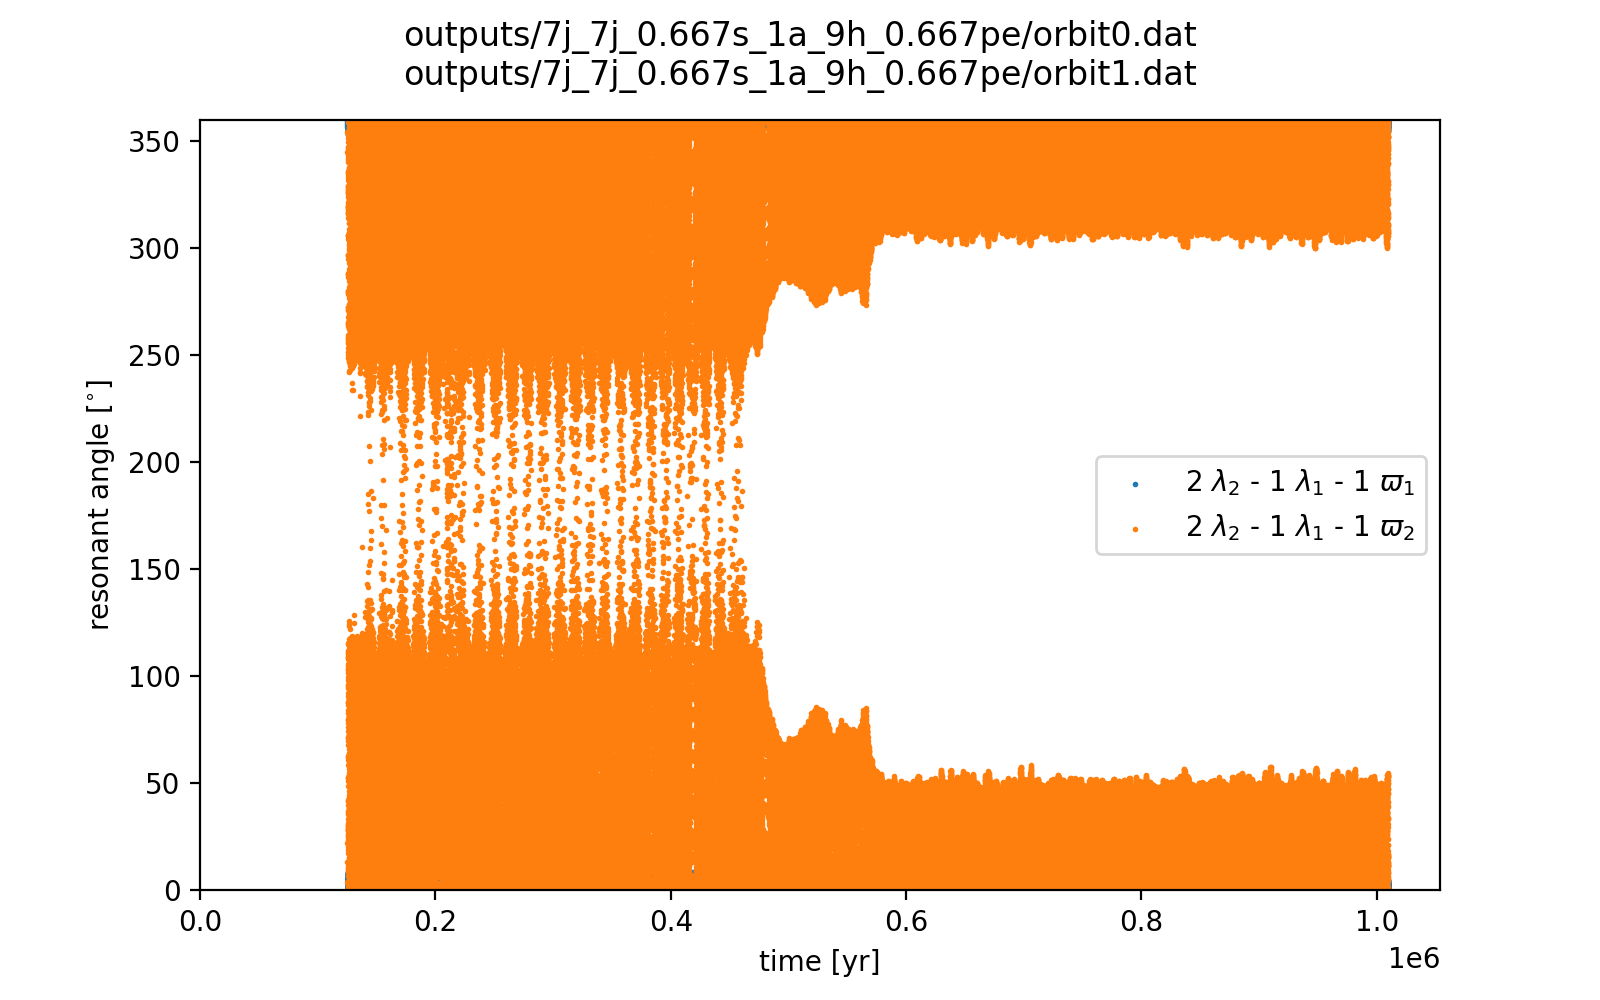 outputs/7j_7j_0.667s_1a_9h_0.667pe/orbit0.dat
outputs/7j_7j_0.667s_1a_9h_0.667pe/orbit1.dat
350
300
250
200
150
100
50
0
resonant angle [°]
2 λ₂ - 1 λ₁ - 1 ϖ₁
2 λ₂ - 1 λ₁ - 1 ϖ₂
0.0 0.2 0.4 0.6 0.8 1.0
time [yr]
1e6